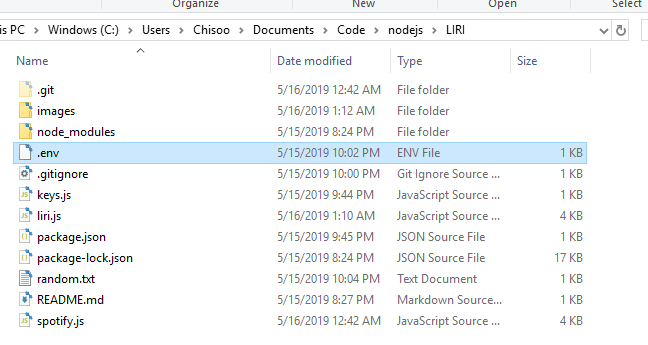 Organize New Open Select
is PC > Windows (C:) > Users > Chisoo > Documents > Code > nodejs > LIRI
Name Date modified Type Size
.git 5/16/2019 12:42 AM File folder
images 5/16/2019 1:12 AM File folder
node_modules 5/15/2019 8:24 PM File folder
.env 5/15/2019 10:02 PM ENV File 1 KB
.gitignore 5/15/2019 10:00 PM Git Ignore Source ... 1 KB
keys.js 5/15/2019 9:44 PM JavaScript Source ... 1 KB
liri.js 5/16/2019 1:10 AM JavaScript Source ... 4 KB
package.json 5/15/2019 9:45 PM JSON Source File 1 KB
package-lock.json 5/15/2019 8:24 PM JSON Source File 17 KB
random.txt 5/15/2019 10:04 PM Text Document 1 KB
README.md 5/15/2019 8:27 PM Markdown Source... 1 KB
spotify.js 5/16/2019 12:42 AM JavaScript Source ... 4 KB